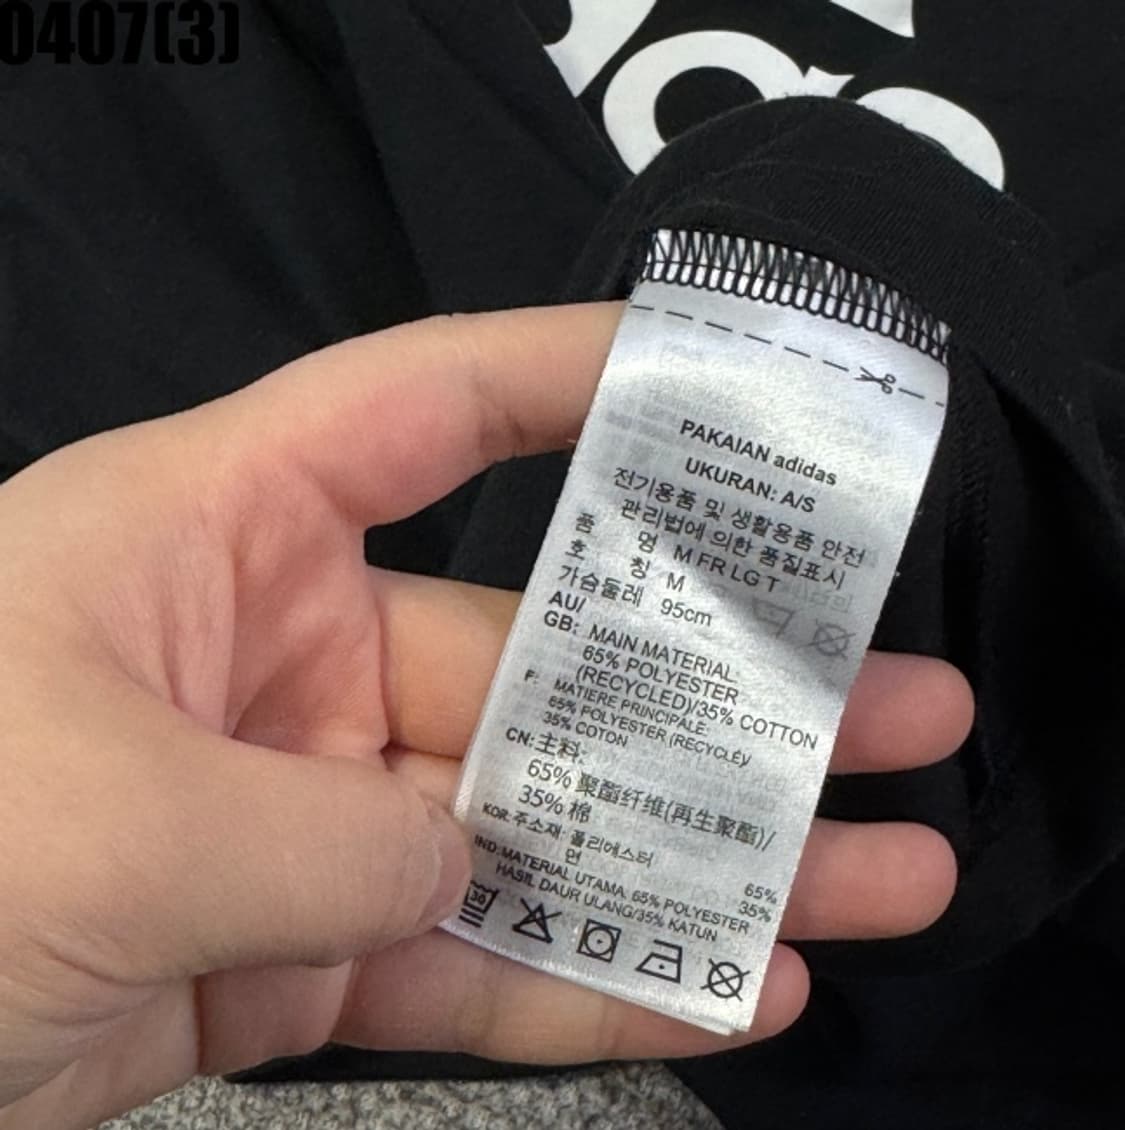 0407(3)
PAKAIAN adidas
UKURAN: A/S
전기용품 및 생활용품 안전
관리법에 의한 품질표시
품 명 M FR LG T
호 칭 M
가슴둘레 95cm
AU/
GB: MAIN MATERIAL
65% POLYESTER
(RECYCLED)/35% COTTON
F: MATIERE PRINCIPALE:
65% POLYESTER (RECYCLE)/
35% COTON
CN: 主料:
65% 聚酯纤维(再生聚酯)/
35% 棉
KOR: 주소재: 폴리에스터 65%
면 35%
IND: MATERIAL UTAMA: 65% POLYESTER
HASIL DAUR ULANG/35% KATUN
30